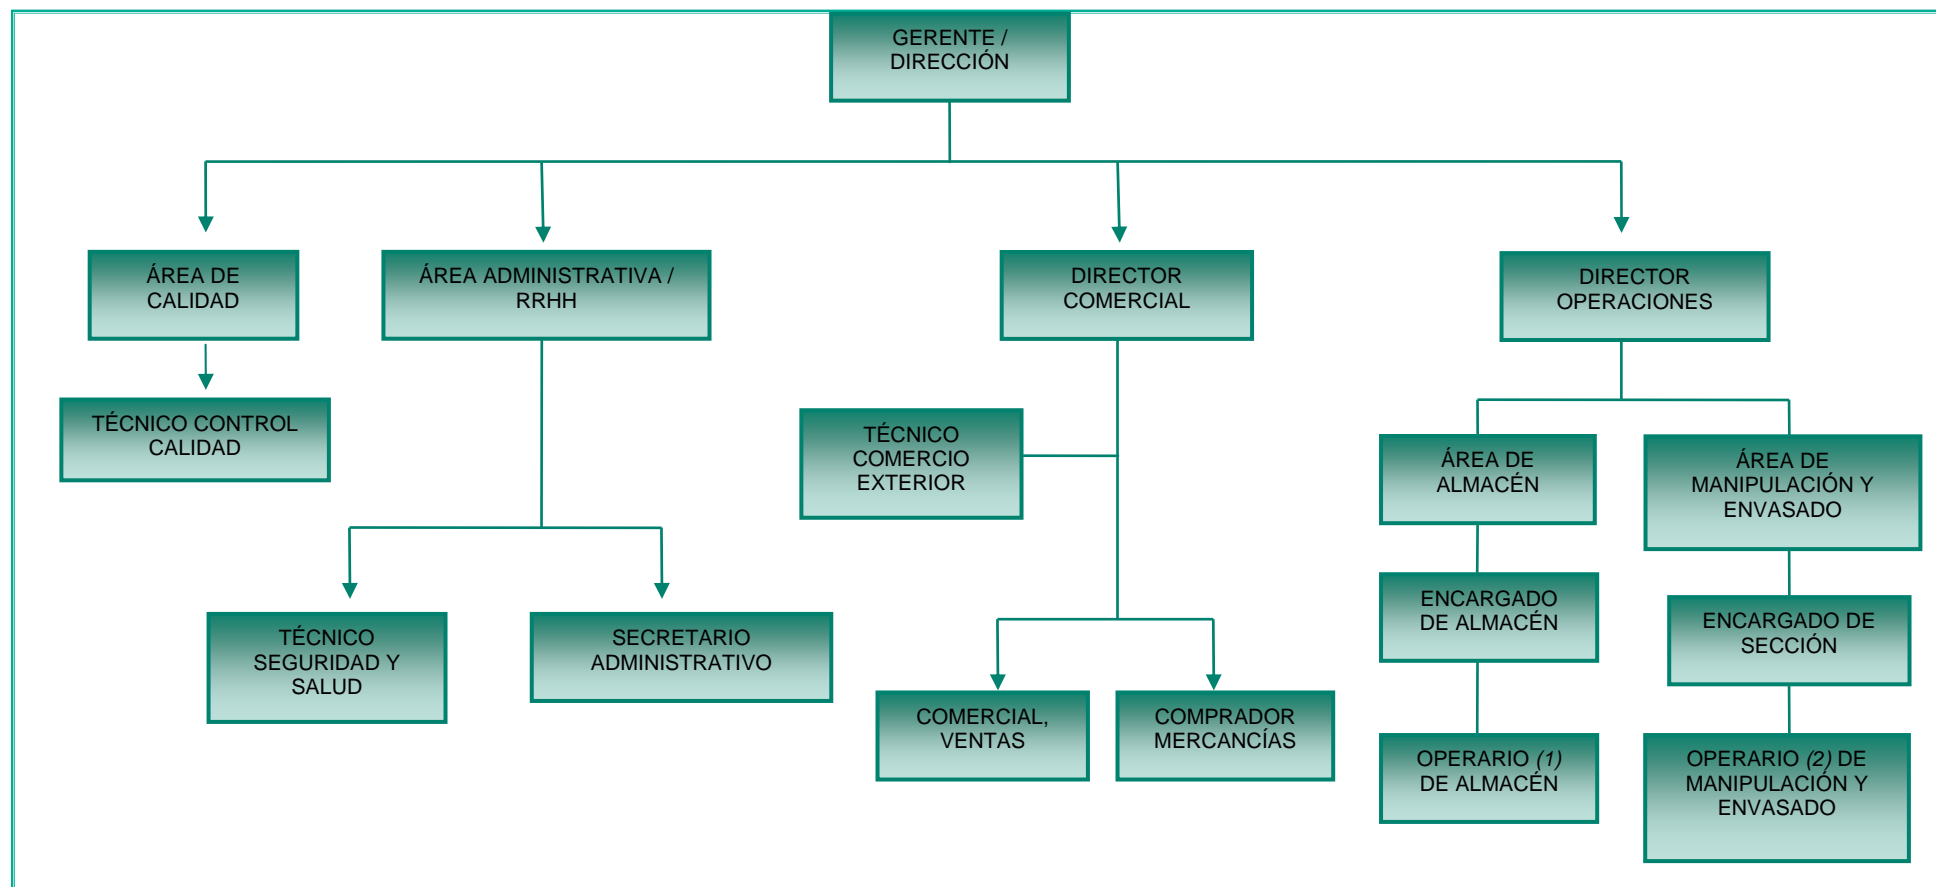 GERENTE /
DIRECCIÓN
ÁREA DE
CALIDAD
ÁREA ADMINISTRATIVA /
RRHH
DIRECTOR
COMERCIAL
DIRECTOR
OPERACIONES
TÉCNICO CONTROL
CALIDAD
TÉCNICO
COMERCIO
EXTERIOR
ÁREA DE
ALMACÉN
ÁREA DE
MANIPULACIÓN Y
ENVASADO
TÉCNICO
SEGURIDAD Y
SALUD
SECRETARIO
ADMINISTRATIVO
ENCARGADO
DE ALMACÉN
ENCARGADO DE
SECCIÓN
COMERCIAL,
VENTAS
COMPRADOR
MERCANCÍAS
OPERARIO (1)
DE ALMACÉN
OPERARIO (2) DE
MANIPULACIÓN Y
ENVASADO